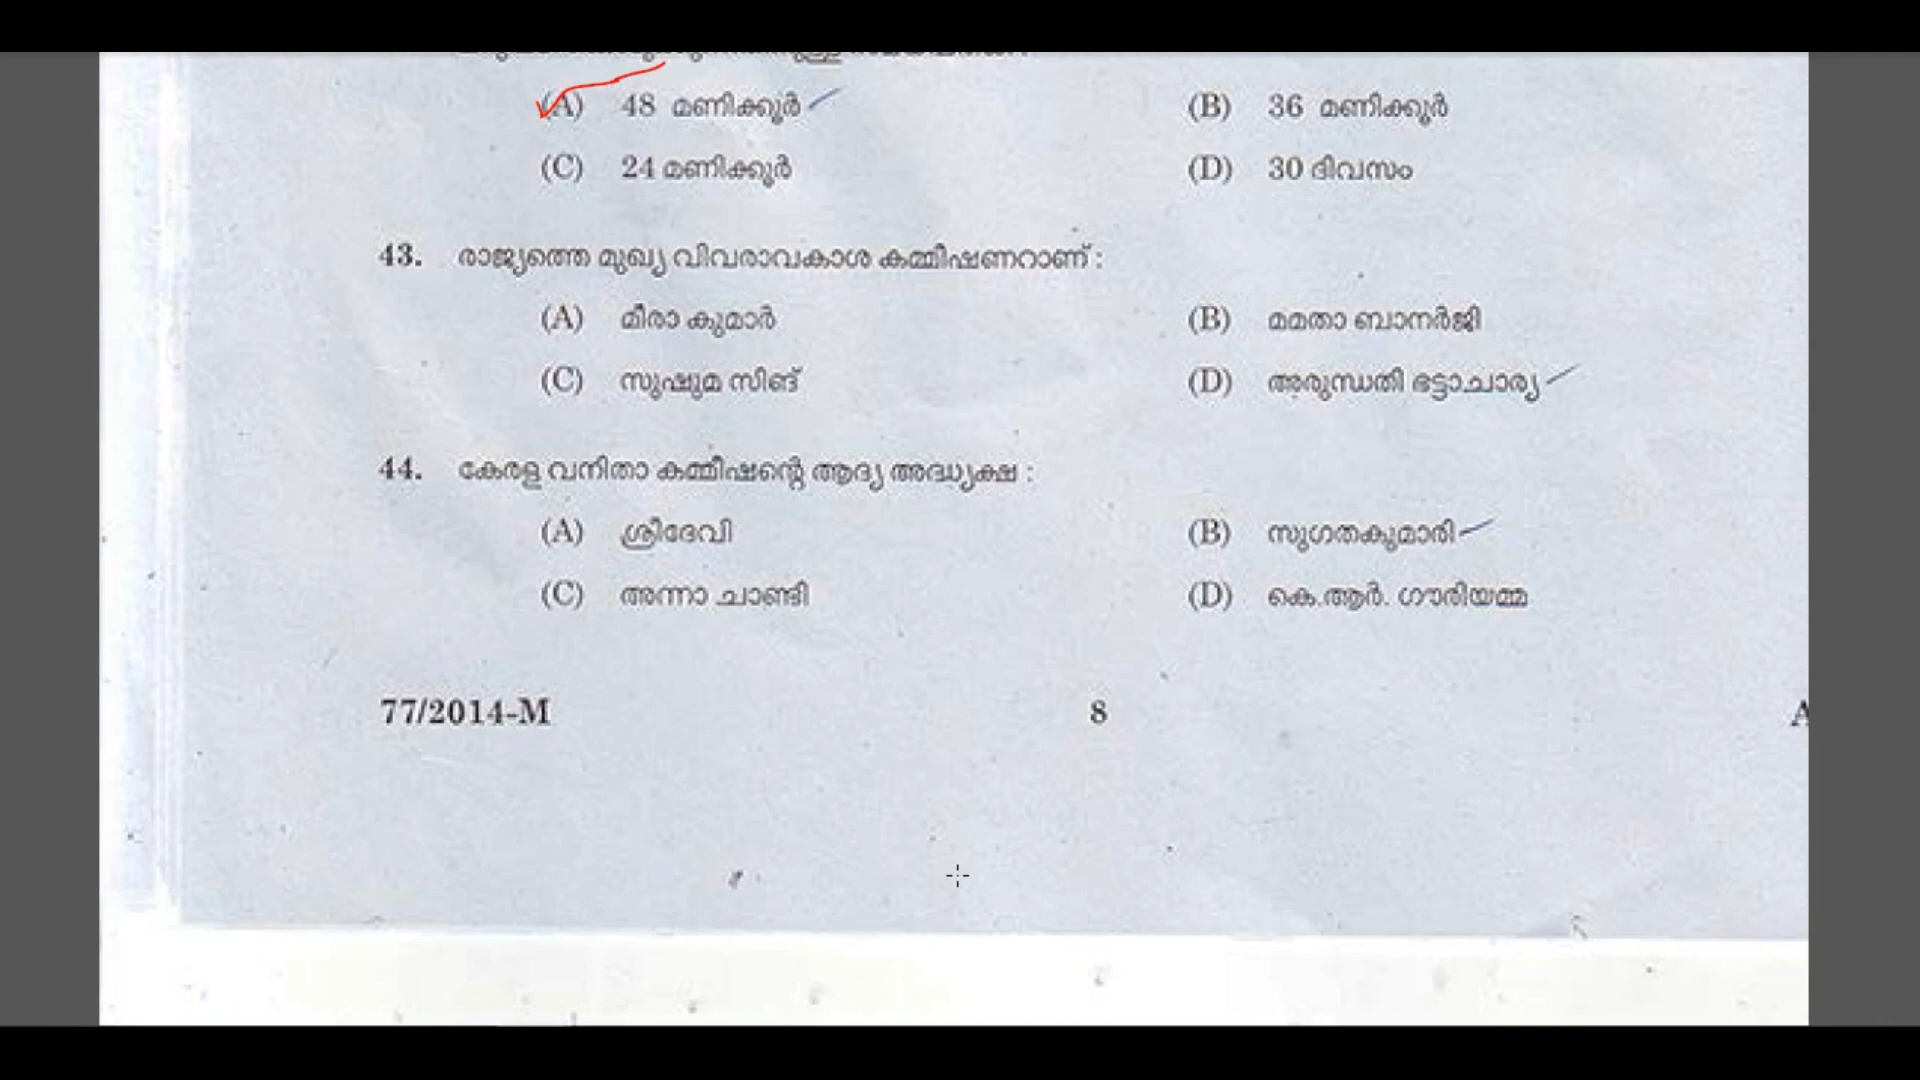 (A) 48 മണിക്കൂർ (B) 36 മണിക്കൂർ
(C) 24 മണിക്കൂർ (D) 30 ദിവസം
43. രാജ്യത്തെ മുഖ്യ വിവരാവകാശ കമ്മീഷണറാണ് :
(A) മീരാ കുമാർ (B) മമതാ ബാനർജി
(C) സുഷുമ സിങ് (D) അരുന്ധതി ഭട്ടാചാര്യ
44. കേരള വനിതാ കമ്മീഷന്റെ ആദ്യ അദ്ധ്യക്ഷ :
(A) ശ്രീദേവി (B) സുഗതകുമാരി
(C) അന്നാ ചാണ്ടി (D) കെ.ആർ. ഗൗരിയമ്മ
77/2014-M 8 A